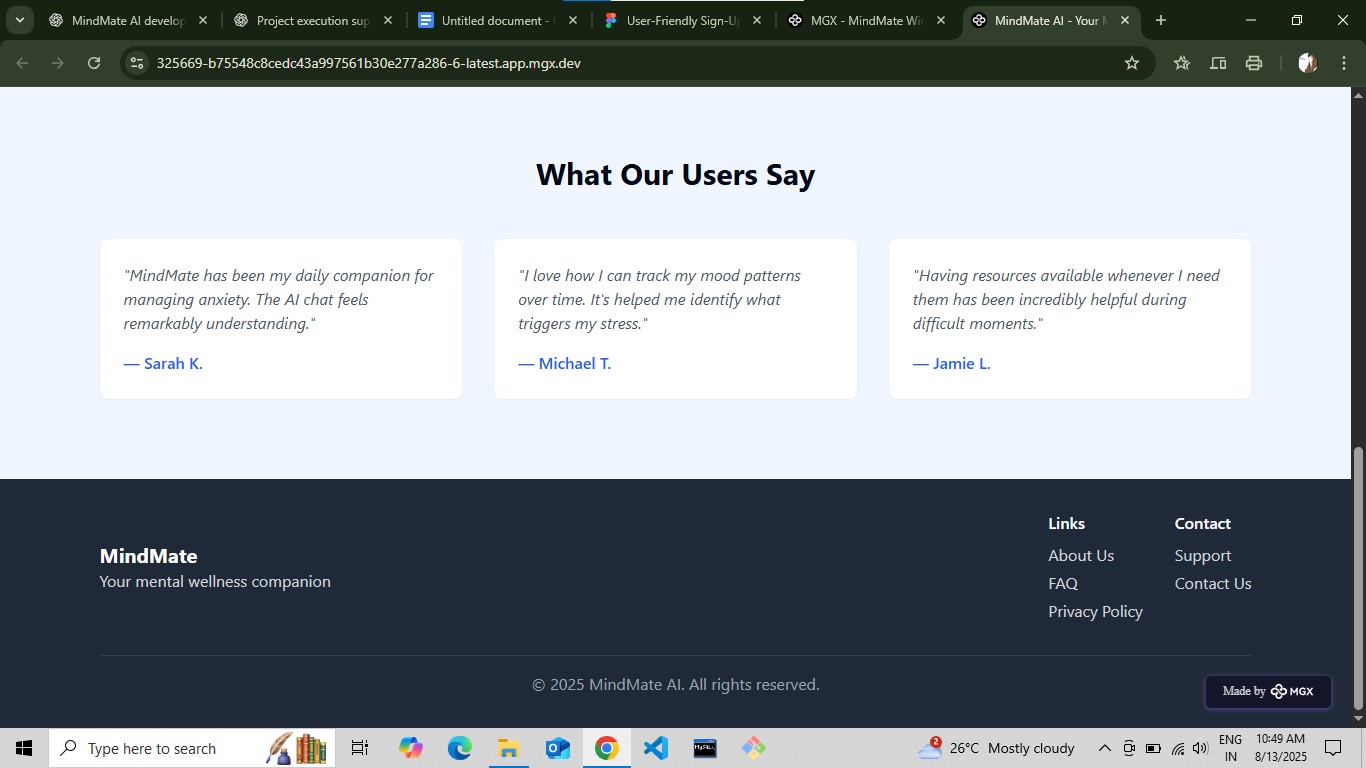 MindMate AI develop
Project execution sup
Untitled document -
User-Friendly Sign-Up
MGX - MindMate Wi
MindMate AI - Your M
325669-b75548c8cedc43a997561b30e277a286-6-latest.app.mgx.dev
What Our Users Say
"MindMate has been my daily companion for
managing anxiety. The AI chat feels
remarkably understanding."
— Sarah K.
"I love how I can track my mood patterns
over time. It's helped me identify what
triggers my stress."
— Michael T.
"Having resources available whenever I need
them has been incredibly helpful during
difficult moments."
— Jamie L.
MindMate
Your mental wellness companion
Links
About Us
FAQ
Privacy Policy
Contact
Support
Contact Us
© 2025 MindMate AI. All rights reserved.
Made by MGX
Type here to search
2
26°C Mostly cloudy
ENG
IN
10:49 AM
8/13/2025